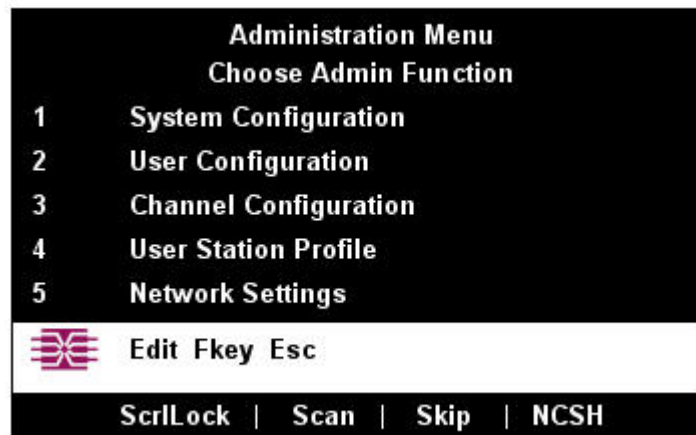 Administration Menu
Choose Admin Function
1 System Configuration
2 User Configuration
3 Channel Configuration
4 User Station Profile
5 Network Settings
Edit Fkey Esc
ScrlLock | Scan | Skip | NCSH